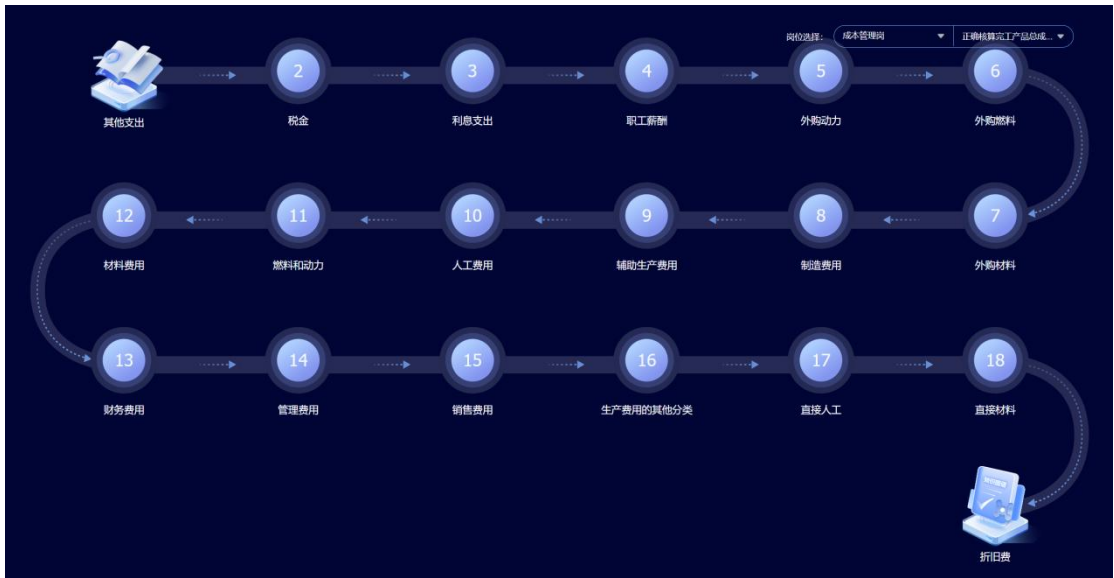 岗位选择： 成本管理岗 正确核算完工产品总成...
2 3 4 5 6
其他支出 税金 利息支出 职工薪酬 外购动力 外购燃料
12 11 10 9 8 7
材料费用 燃料和动力 人工费用 辅助生产费用 制造费用 外购材料
13 14 15 16 17 18
财务费用 管理费用 销售费用 生产费用的其他分类 直接人工 直接材料
折旧费